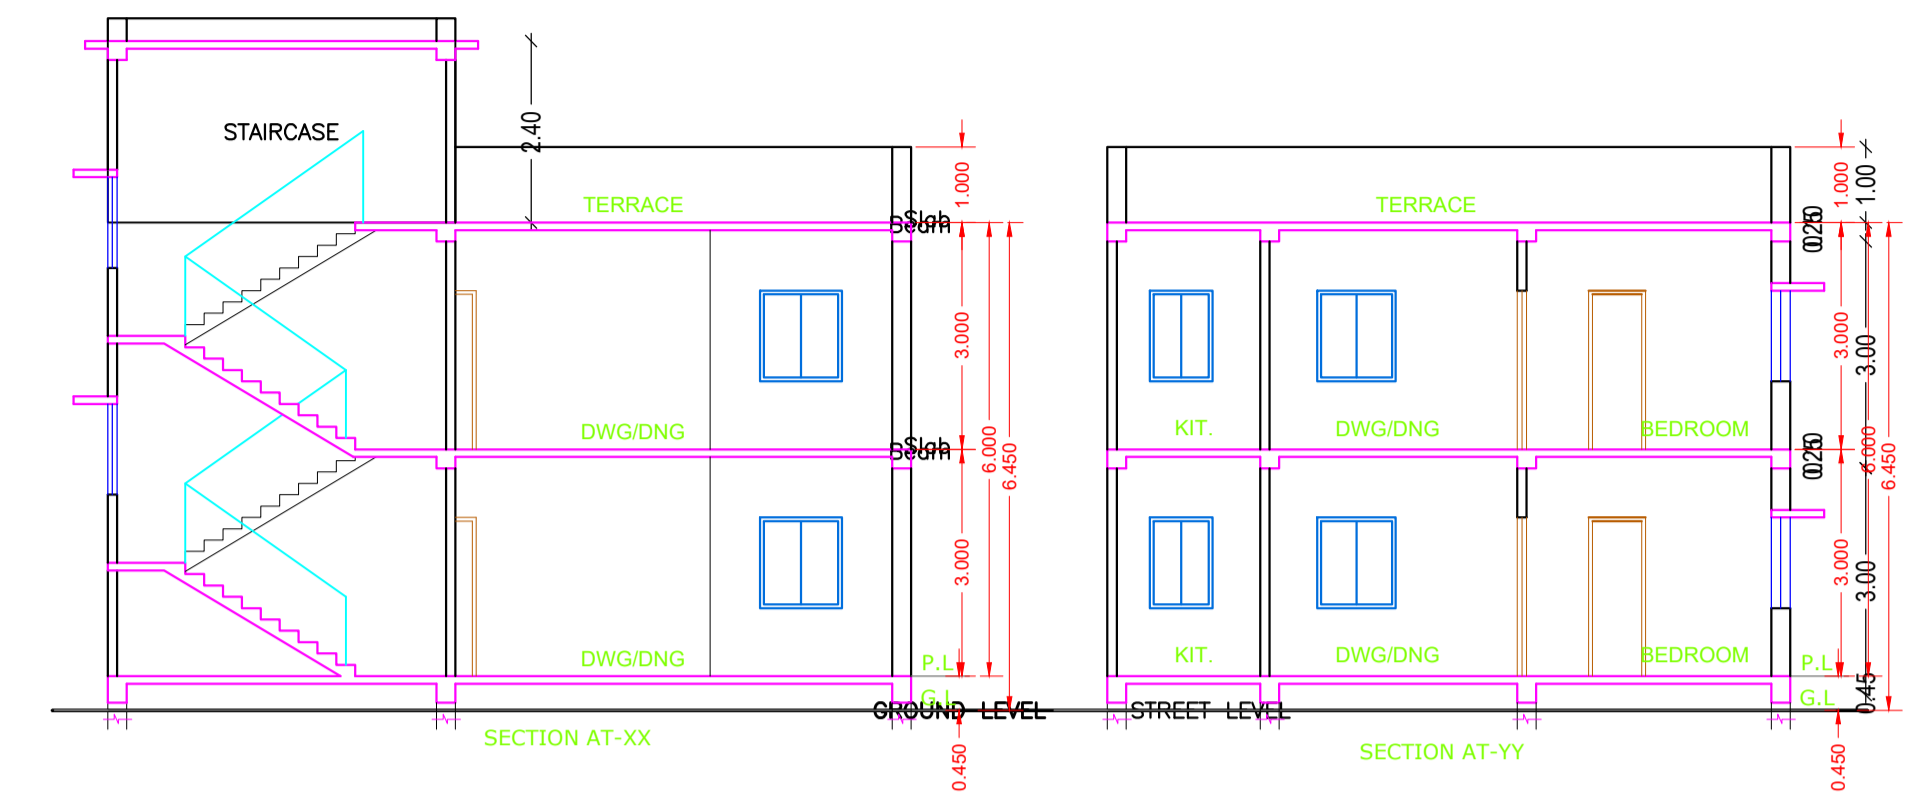 STAIRCASE
2.40
TERRACE
1.000
Slab
Beam
3.000
DWG/DNG
Slab
Beam
6.000
6.450
3.000
DWG/DNG
P.L
G.L
GROUND LEVEL
SECTION AT-XX
0.450
TERRACE
1.000
1.00
3.000
3.00
KIT.
DWG/DNG
BEDROOM
6.000
6.450
3.000
3.00
KIT.
DWG/DNG
BEDROOM
P.L
G.L
0.45
STREET LEVEL
SECTION AT-YY
0.450